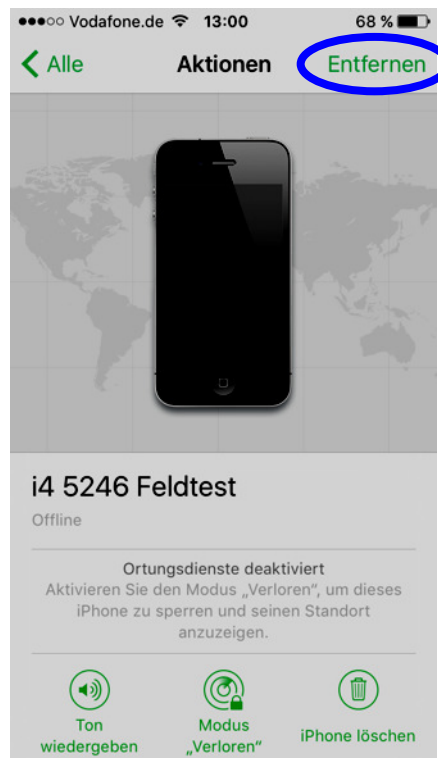 Vodafone.de 13:00 68 %
Alle Aktionen Entfernen
i4 5246 Feldtest
Offline
Ortungsdienste deaktiviert
Aktivieren Sie den Modus „Verloren“, um dieses
iPhone zu sperren und seinen Standort
anzuzeigen.
Ton
wiedergeben
Modus
„Verloren“
iPhone löschen